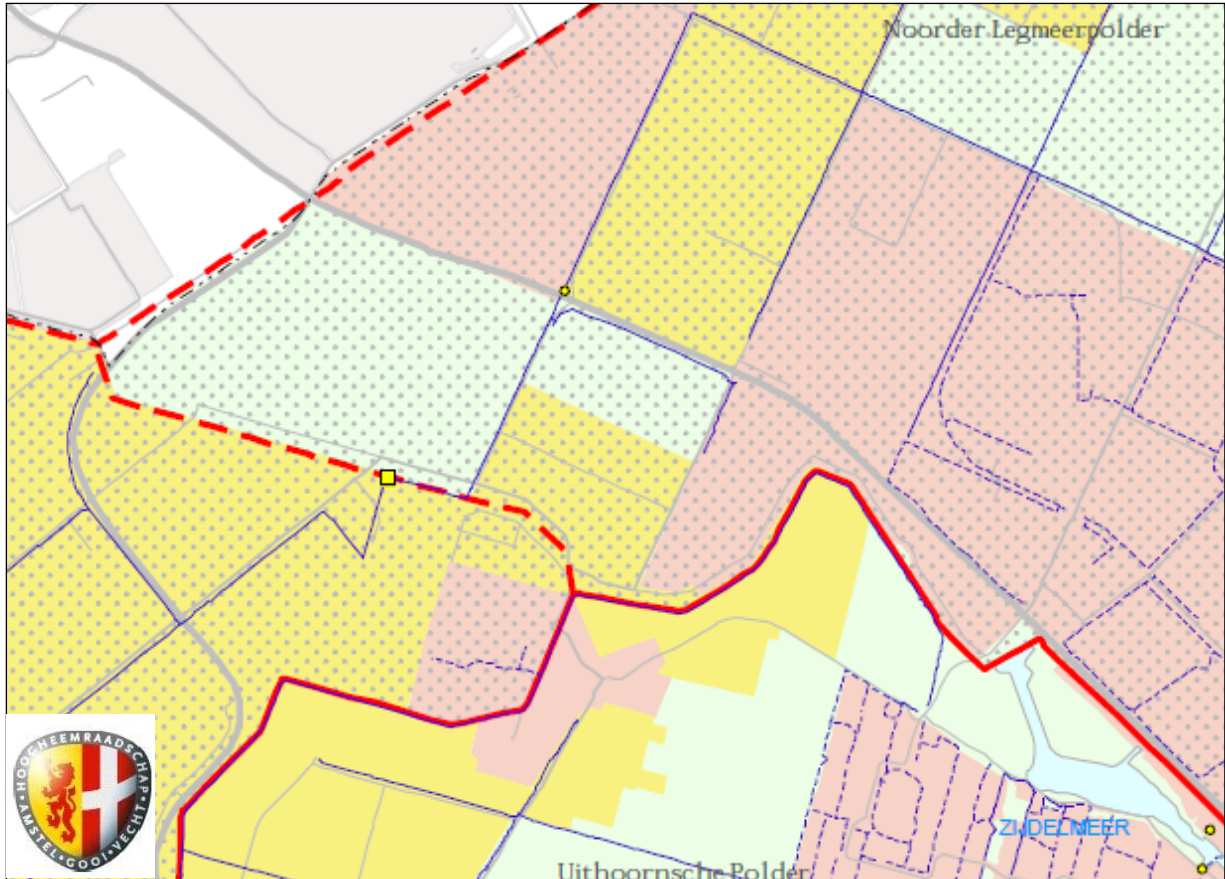 Noorder Legmeerpolder
ZIJDELMEER
Uithoornsche Polder
HOOGHEEMRAADSCHAP
AMSTEL•GOOI•VECHT